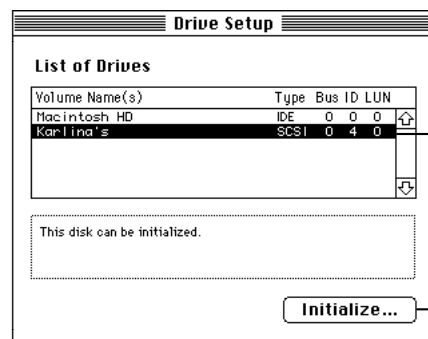 Drive Setup
List of Drives
Volume Name(s) Type Bus ID LUN
Macintosh HD IDE 0 0 0
Karlina's SCSI 0 4 0
This disk can be initialized.
Initialize...